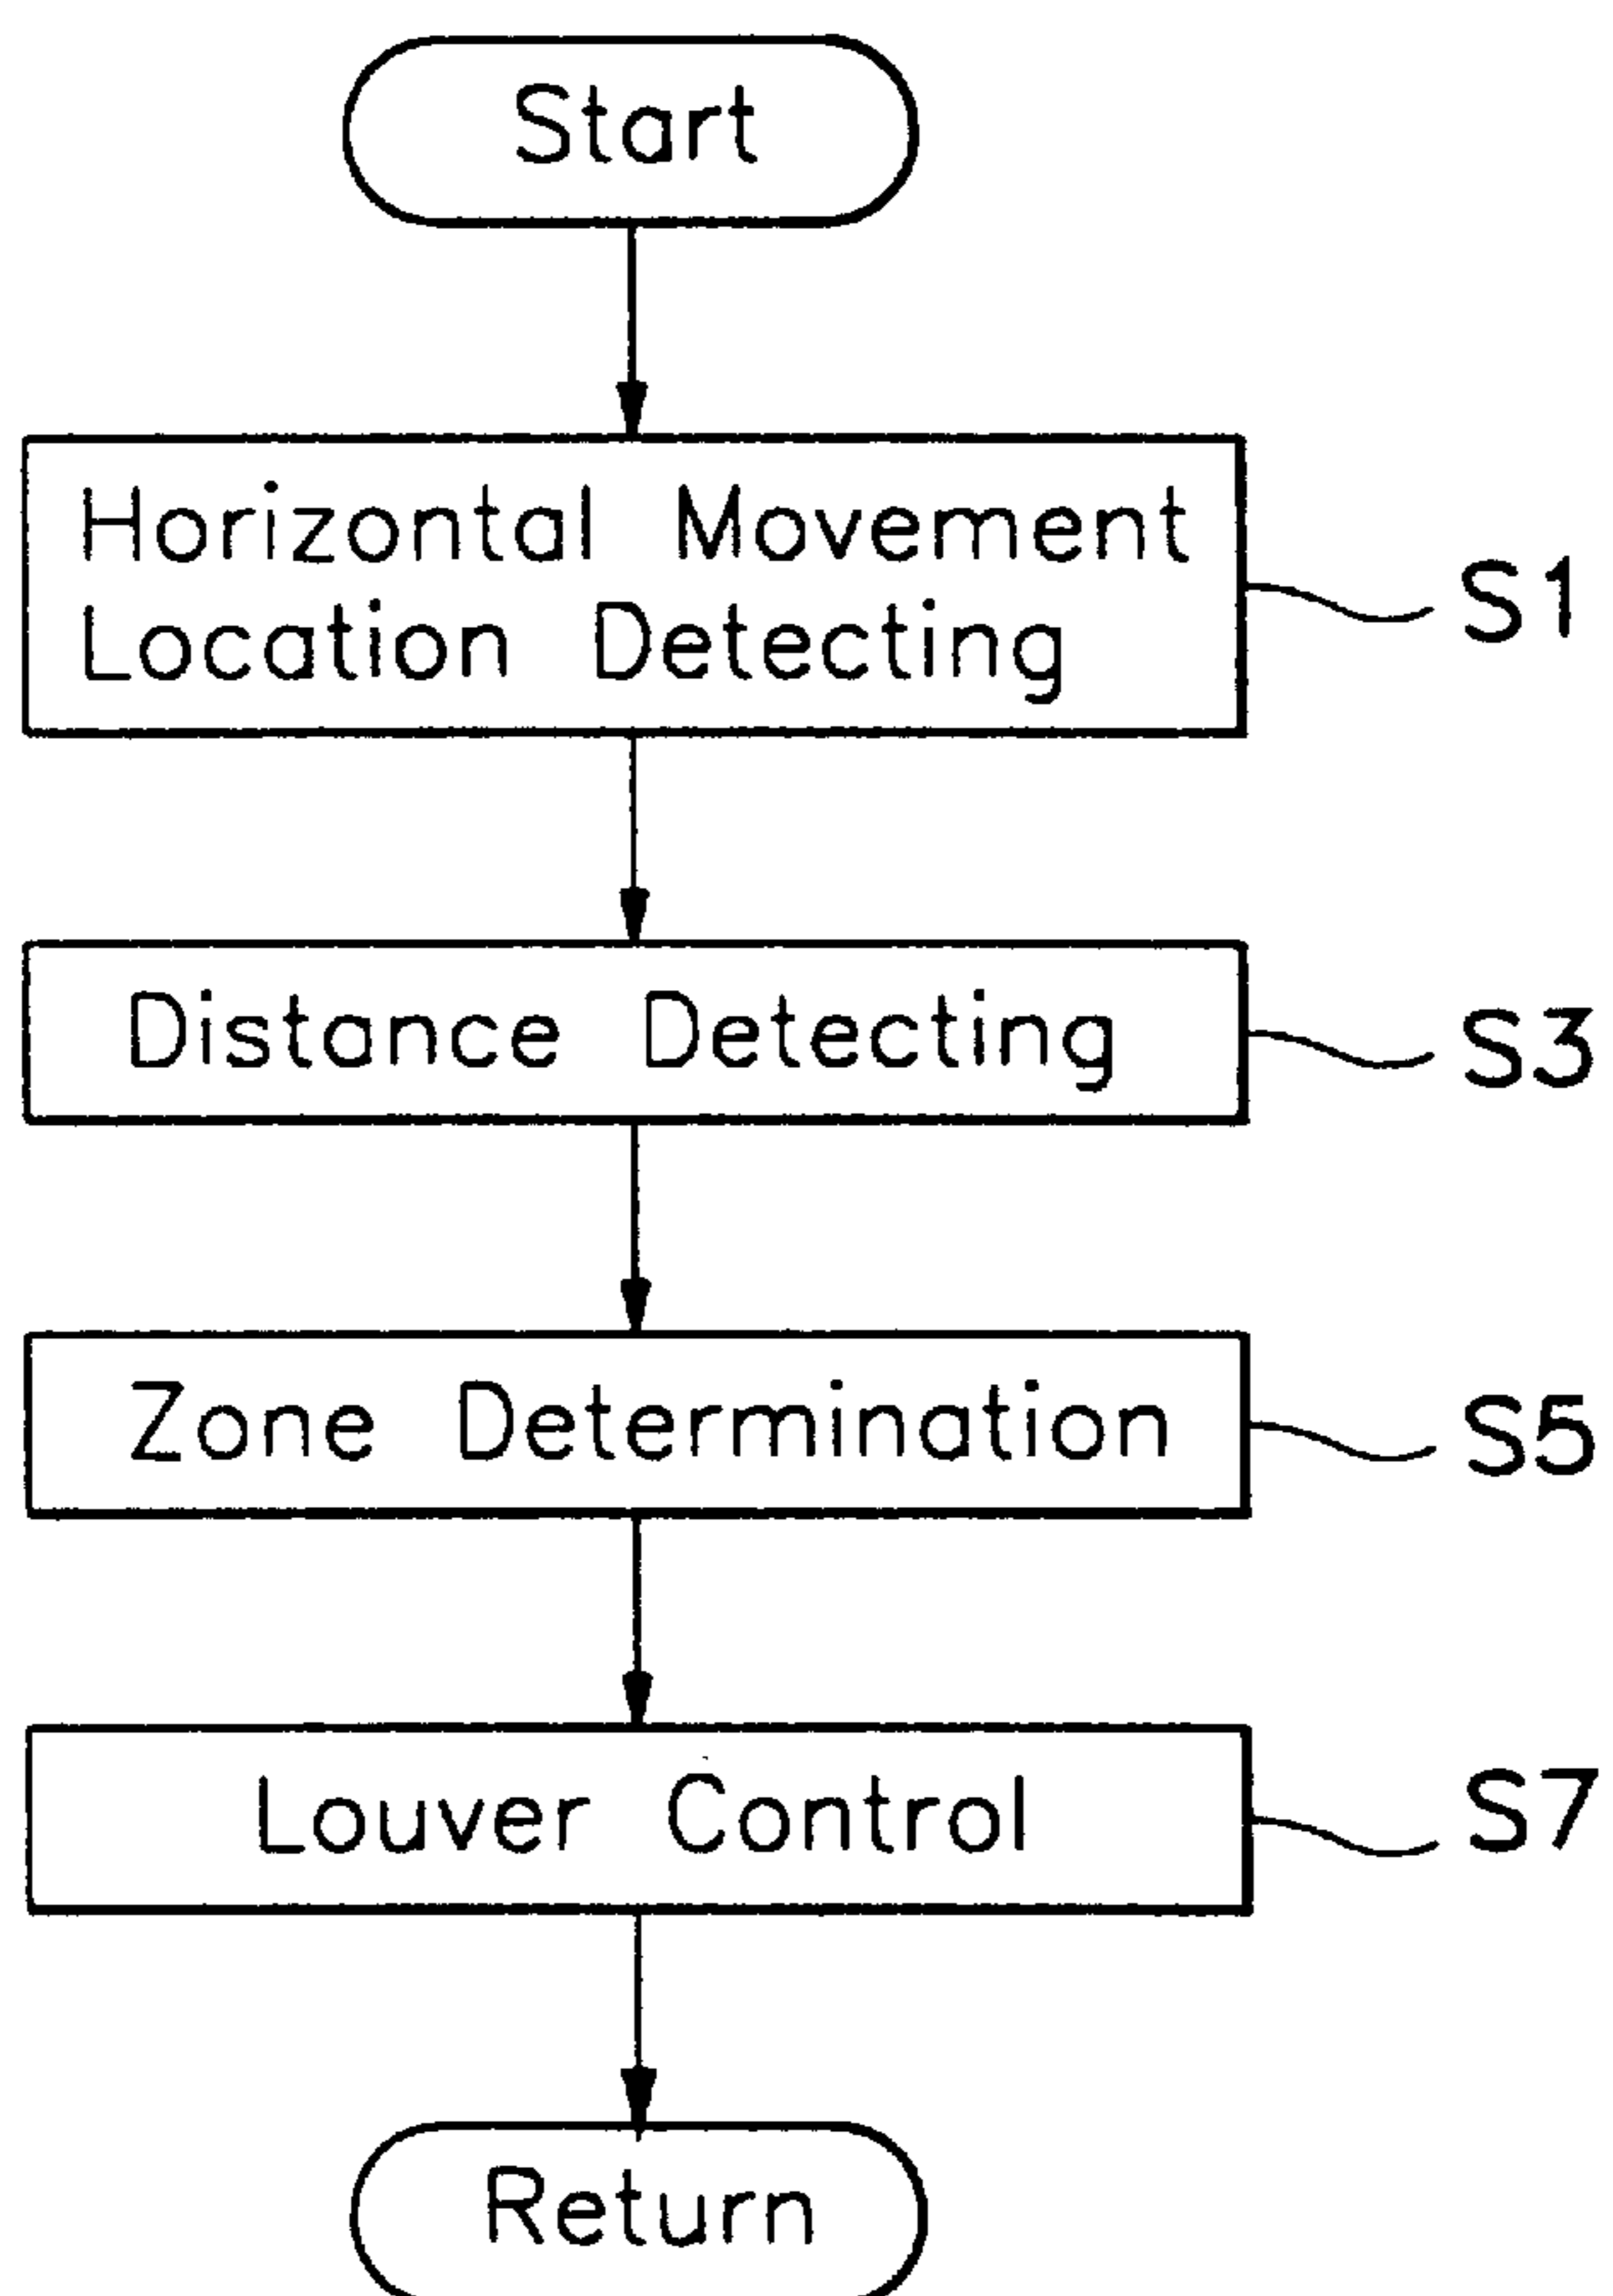 Start
Horizontal Movement
Location Detecting
S1
Distance Detecting
S3
Zone Determination
S5
Louver Control
S7
Return